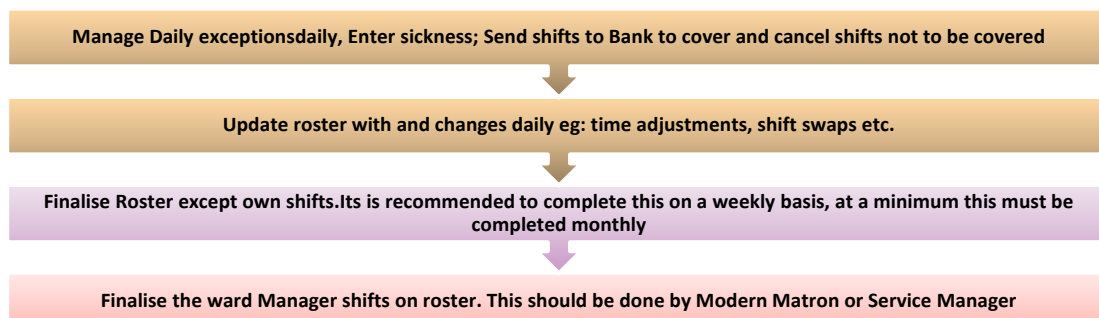 Manage Daily exceptionsdaily, Enter sickness; Send shifts to Bank to cover and cancel shifts not to be covered
Update roster with and changes daily eg: time adjustments, shift swaps etc.
Finalise Roster except own shifts.Its is recommended to complete this on a weekly basis, at a minimum this must be
completed monthly
Finalise the ward Manager shifts on roster. This should be done by Modern Matron or Service Manager